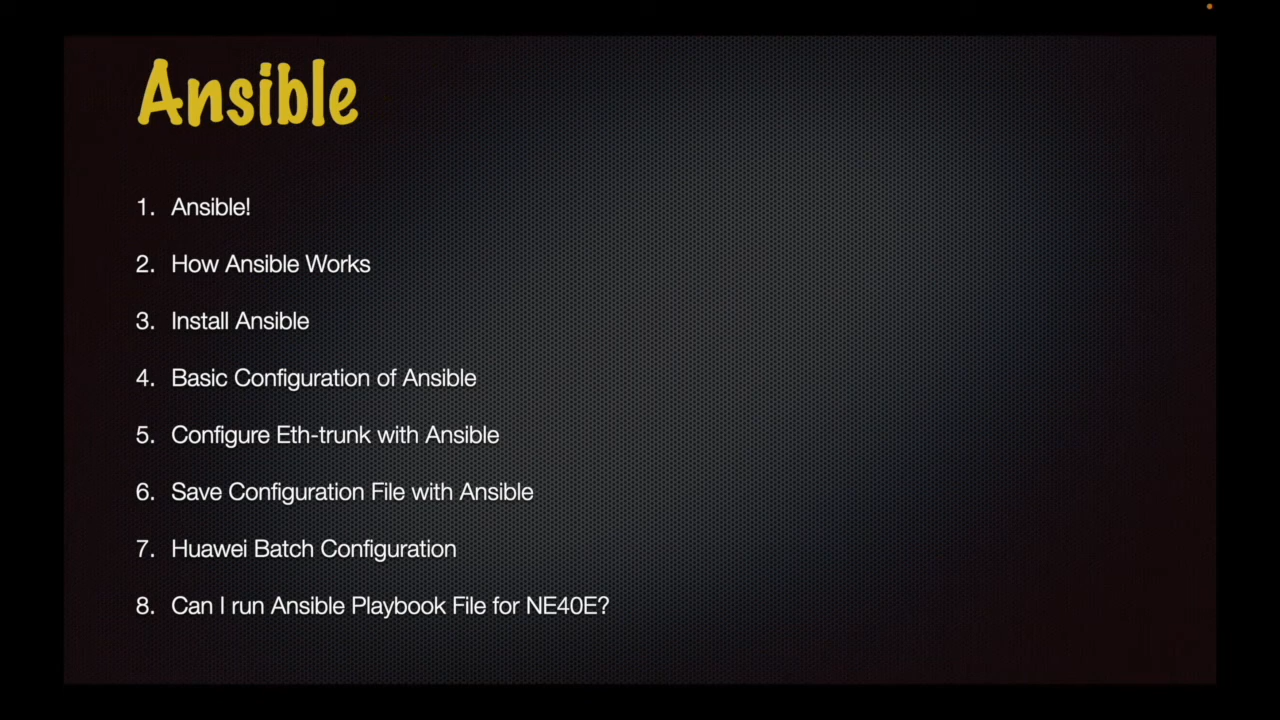 Ansible
1. Ansible!
2. How Ansible Works
3. Install Ansible
4. Basic Configuration of Ansible
5. Configure Eth-trunk with Ansible
6. Save Configuration File with Ansible
7. Huawei Batch Configuration
8. Can I run Ansible Playbook File for NE40E?